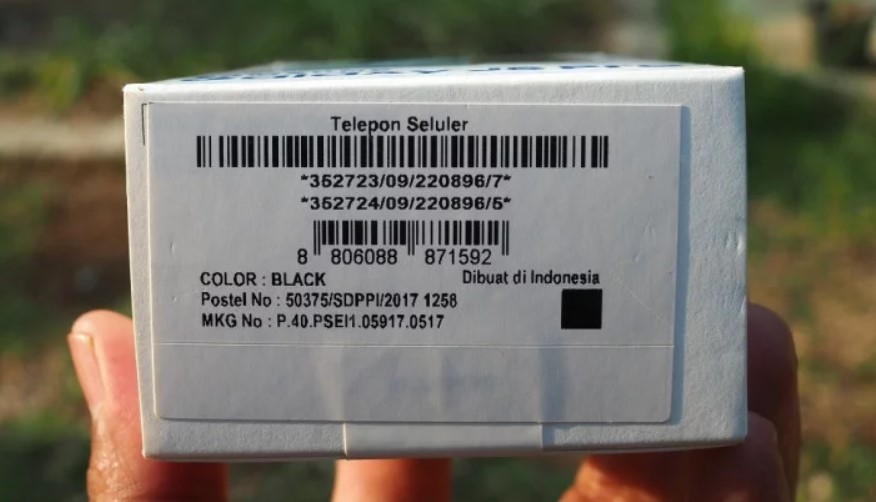 Telepon Seluler
*352723/09/220896/7*
*352724/09/220896/5*
8 806088 871592
COLOR : BLACK
Dibuat di Indonesia
Postel No : 50375/SDPPI/2017 1258
MKG No : P.40.PSEI1.05917.0517